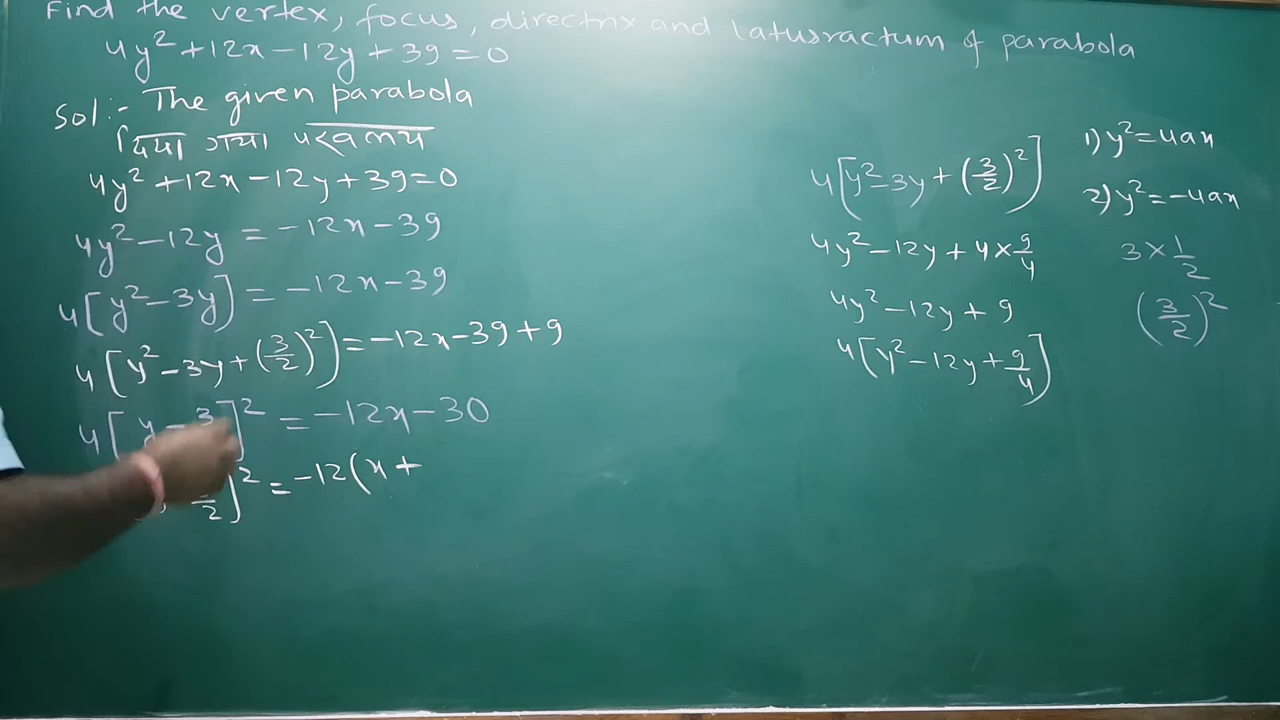 Find the vertex, focus, directrix and Latusractum of parabola
4y²+12x-12y+39=0
Sol:- The given parabola
दिया गया परवलय
4y²+12x-12y+39=0
4y²-12y=-12x-39
4[y²-3y]=-12x-39
4[y²-3y+(3/2)²]=-12x-39+9
4[y-3 ]²=-12x-30
2]²=-12(x+
4[y²-3y+(3/2)²]
4y²-12y+4×9/4
4y²-12y+9
4[y²-12y+9/4]
1) y²=4ax
2) y²=-4ax
3×1/2
(3/2)²